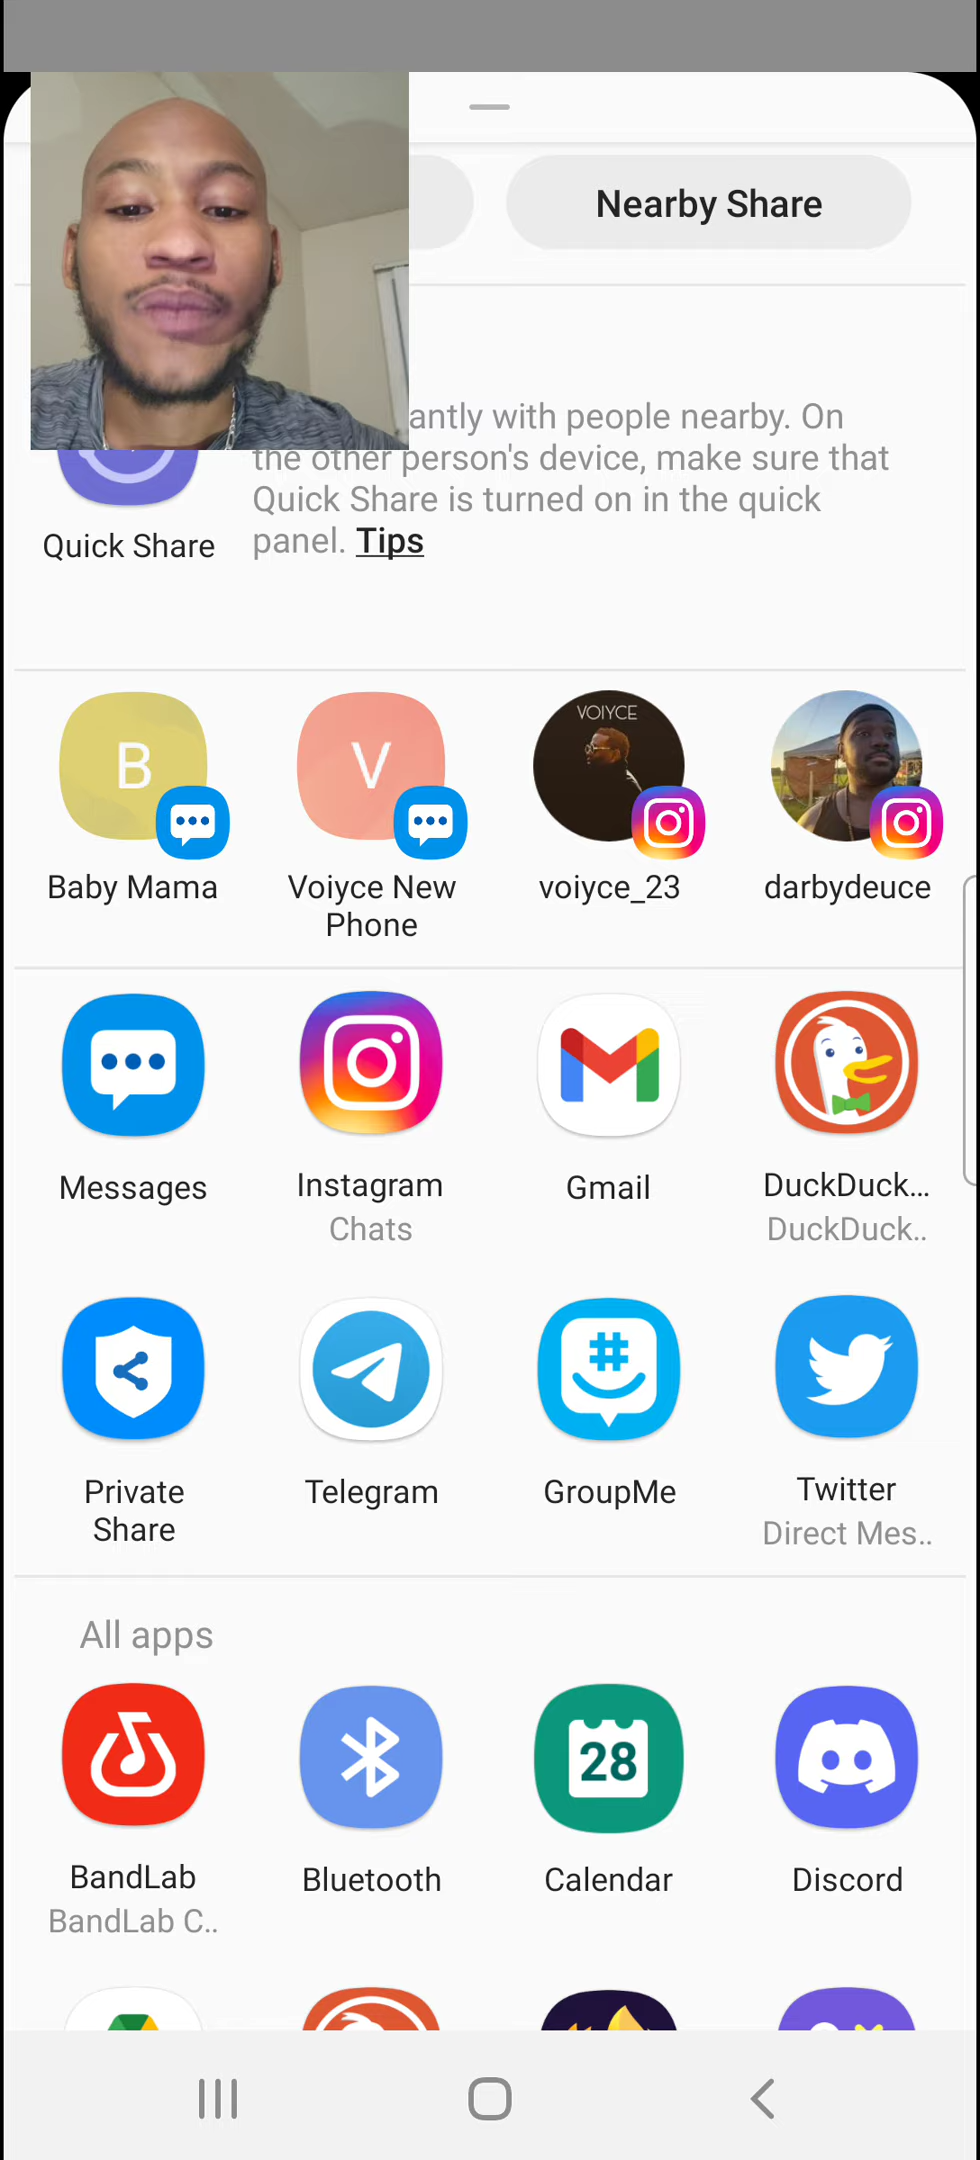 Nearby Share
antly with people nearby. On
the other person's device, make sure that
Quick Share is turned on in the quick
panel. Tips
Quick Share
VOIYCE
B
V
Baby Mama
Voiyce New
Phone
voiyce_23
darbydeuce
Messages
Instagram
Chats
Gmail
DuckDuck...
DuckDuck..
#
Private
Share
Telegram
GroupMe
Twitter
Direct Mes..
All apps
28
BandLab
BandLab C..
Bluetooth
Calendar
Discord